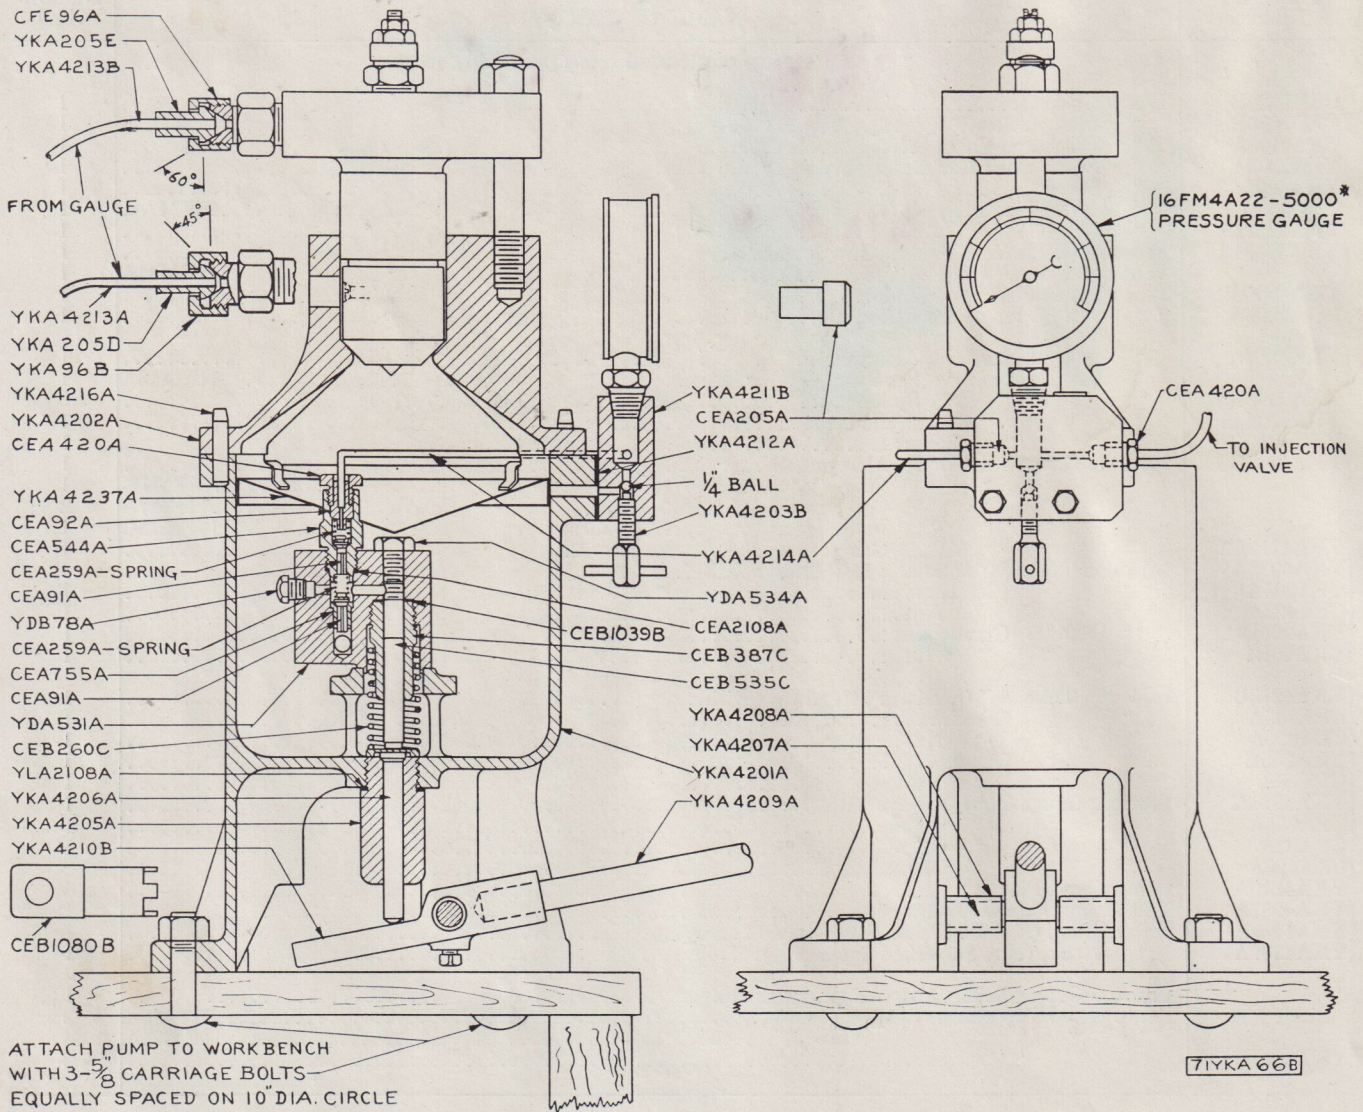 CFE96A
YKA205E
YKA4213B
60°
FROM GAUGE
45°
YKA4213A
YKA205D
YKA96B
YKA4216A
YKA4202A
CEA420A
YKA4237A
CEA92A
CEA544A
CEA259A-SPRING
CEA91A
YDB78A
CEA259A-SPRING
CEA755A
CEA91A
YDA531A
CEB260C
YLA2108A
YKA4206A
YKA4205A
YKA4210B
CEB1080B
ATTACH PUMP TO WORKBENCH
WITH 3-5/8" CARRIAGE BOLTS
EQUALLY SPACED ON 10" DIA. CIRCLE
YKA4211B
CEA205A
YKA4212A
1/4" BALL
YKA4203B
YKA4214A
YDA534A
CEA2108A
CEB1039B
CEB387C
CEB535C
YKA4208A
YKA4207A
YKA4201A
YKA4209A
16FM4A22-5000*
PRESSURE GAUGE
CEA420A
TO INJECTION
VALVE
71YKA66B